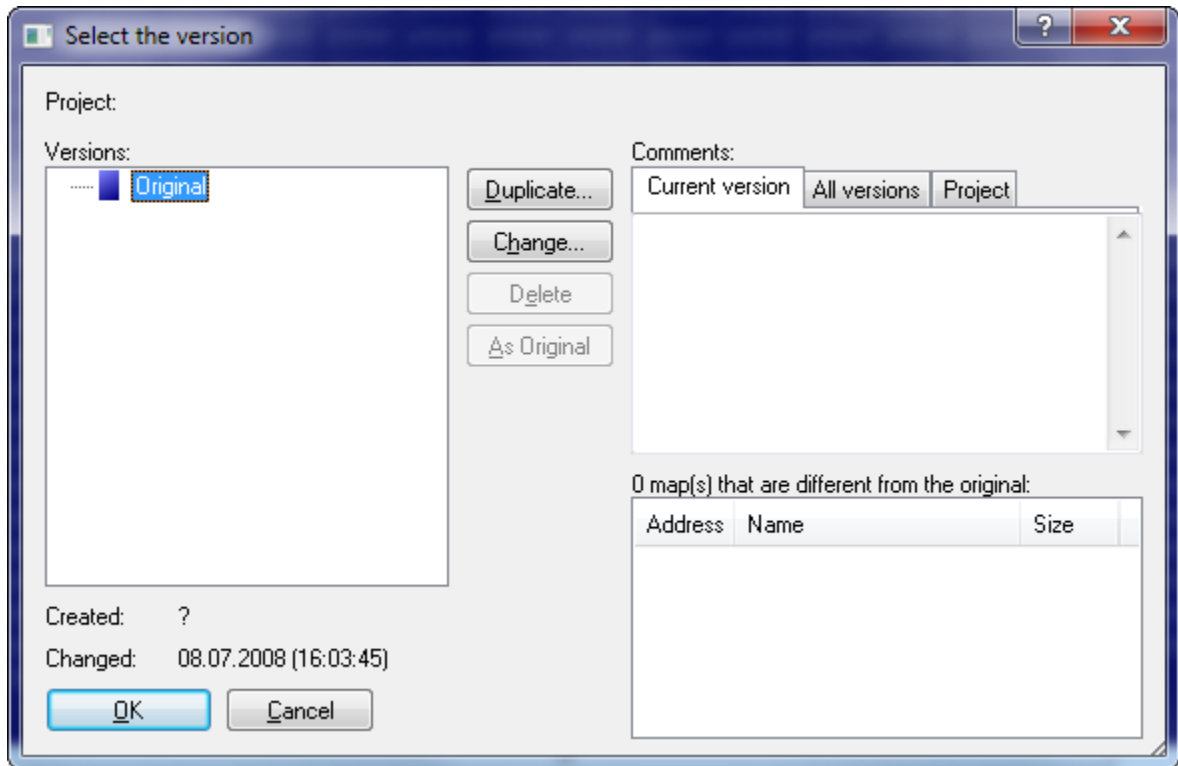 Select the version
?
Project:
Versions:
Original
Duplicate...
Change...
Delete
As Original
Comments:
Current version
All versions
Project
0 map(s) that are different from the original:
Address Name Size
Created: ?
Changed: 08.07.2008 (16:03:45)
OK
Cancel